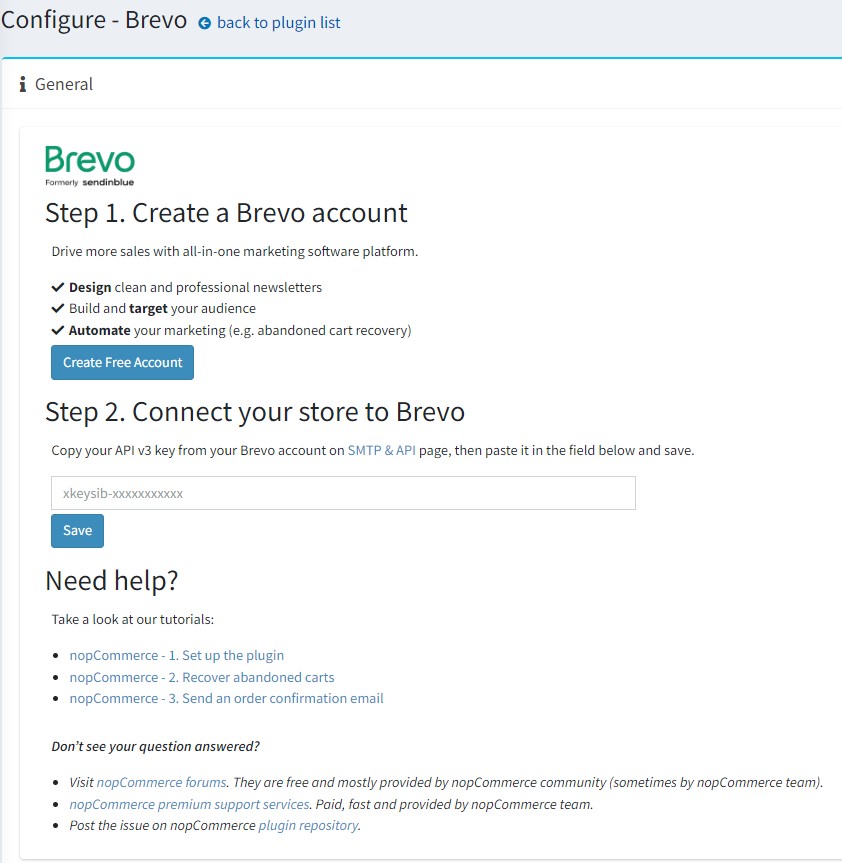 Configure - Brevo back to plugin list
General
Brevo
Formerly sendinblue
Step 1. Create a Brevo account
Drive more sales with all-in-one marketing software platform.
Design clean and professional newsletters
Build and target your audience
Automate your marketing (e.g. abandoned cart recovery)
Create Free Account
Step 2. Connect your store to Brevo
Copy your API v3 key from your Brevo account on SMTP & API page, then paste it in the field below and save.
xkeysib-xxxxxxxxxxx
Save
Need help?
Take a look at our tutorials:
nopCommerce - 1. Set up the plugin
nopCommerce - 2. Recover abandoned carts
nopCommerce - 3. Send an order confirmation email
Don't see your question answered?
Visit nopCommerce forums. They are free and mostly provided by nopCommerce community (sometimes by nopCommerce team).
nopCommerce premium support services. Paid, fast and provided by nopCommerce team.
Post the issue on nopCommerce plugin repository.